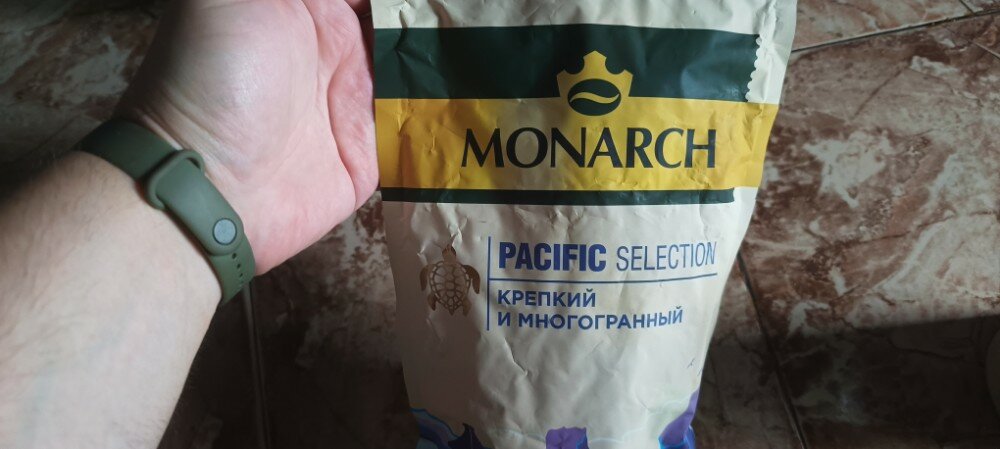 MONARCH
PACIFIC SELECTION
КРЕПКИЙ
И МНОГОГРАННЫЙ